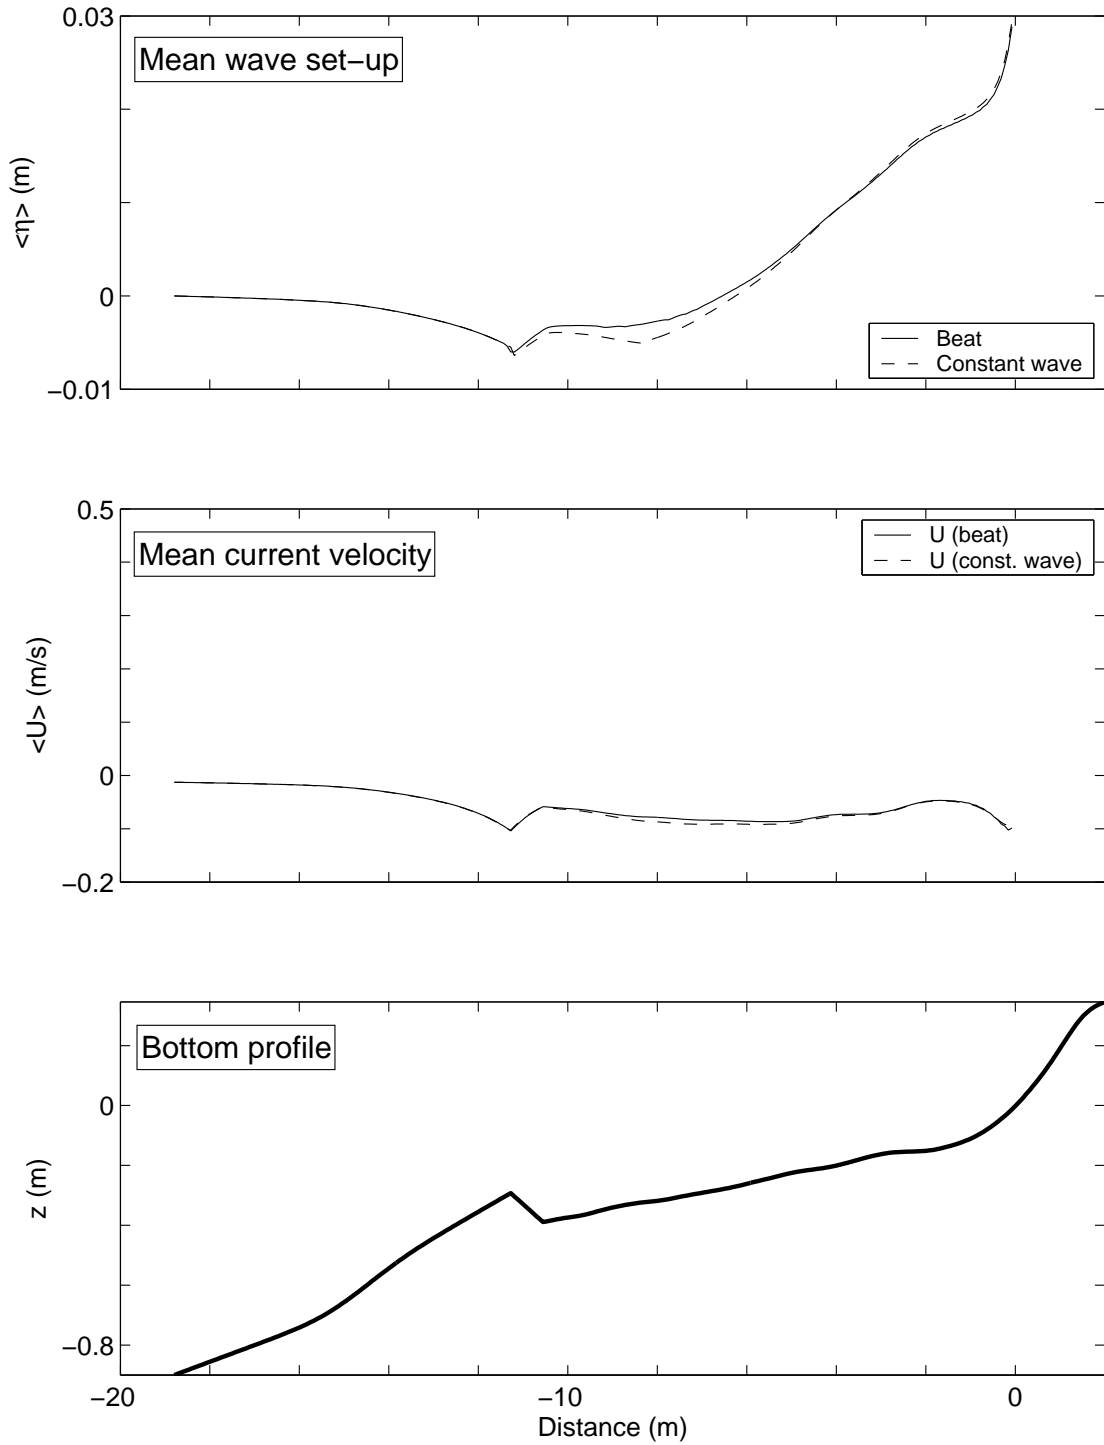 0.03
Mean wave set−up
<η> (m)
0
Beat
Constant wave
−0.01
0.5
U (beat)
Mean current velocity
U (const. wave)
<U> (m/s)
0
−0.2
Bottom profile
0
z (m)
−0.8
−20
−10
0
Distance (m)